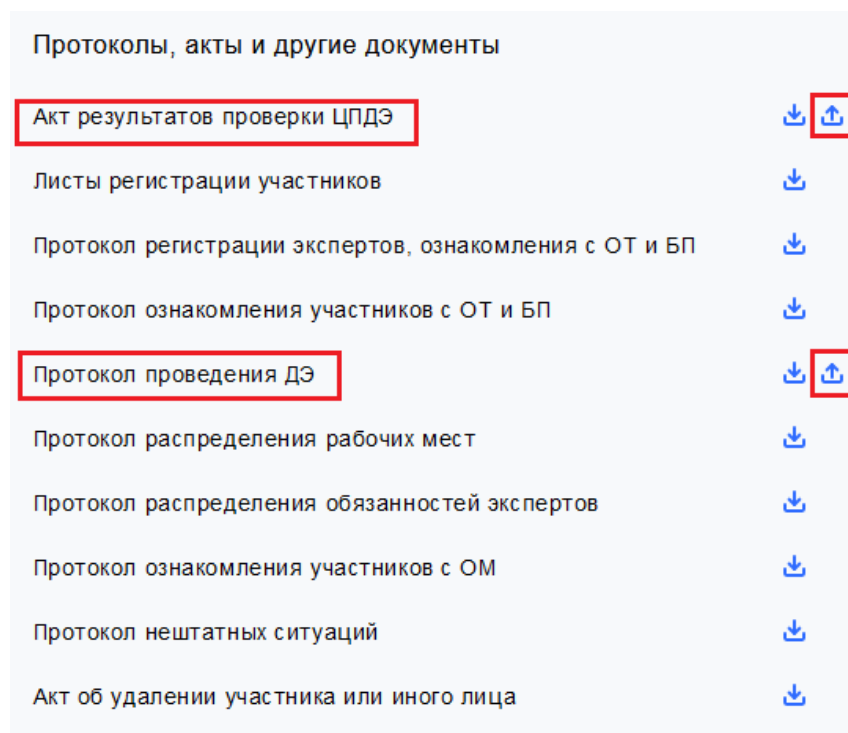 Протоколы, акты и другие документы
Акт результатов проверки ЦПДЭ
Листы регистрации участников
Протокол регистрации экспертов, ознакомления с ОТ и БП
Протокол ознакомления участников с ОТ и БП
Протокол проведения ДЭ
Протокол распределения рабочих мест
Протокол распределения обязанностей экспертов
Протокол ознакомления участников с ОМ
Протокол нештатных ситуаций
Акт об удалении участника или иного лица